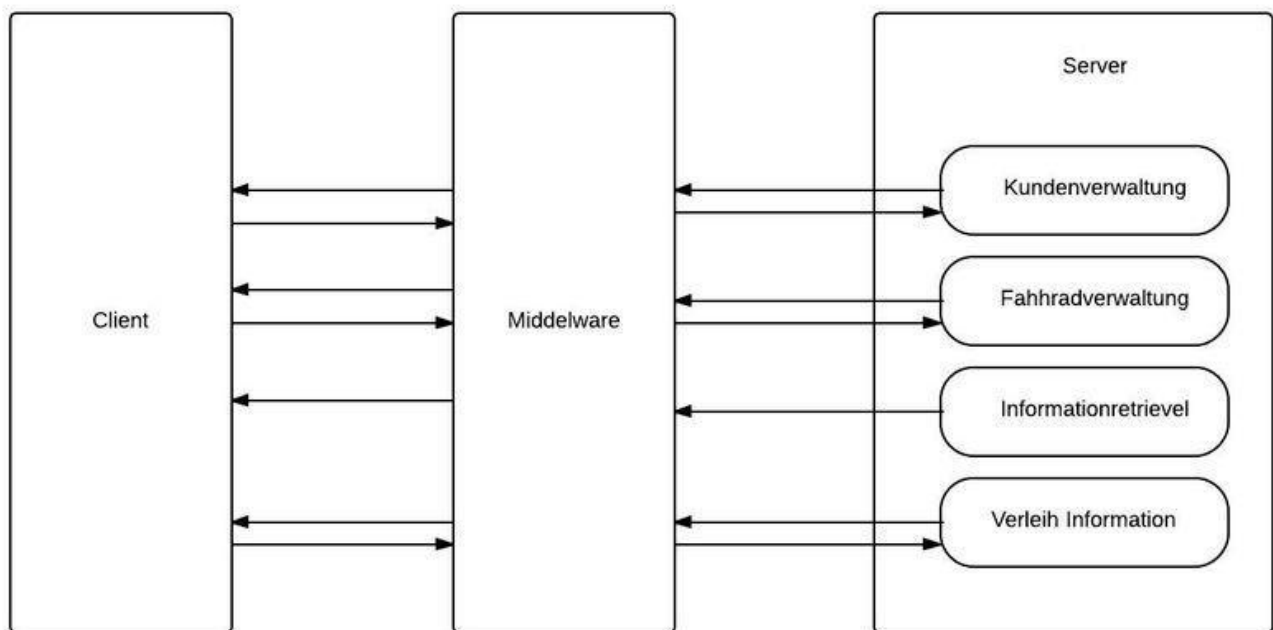 Client
Middelware
Server
Kundenverwaltung
Fahhradverwaltung
Informationretrievel
Verleih Information